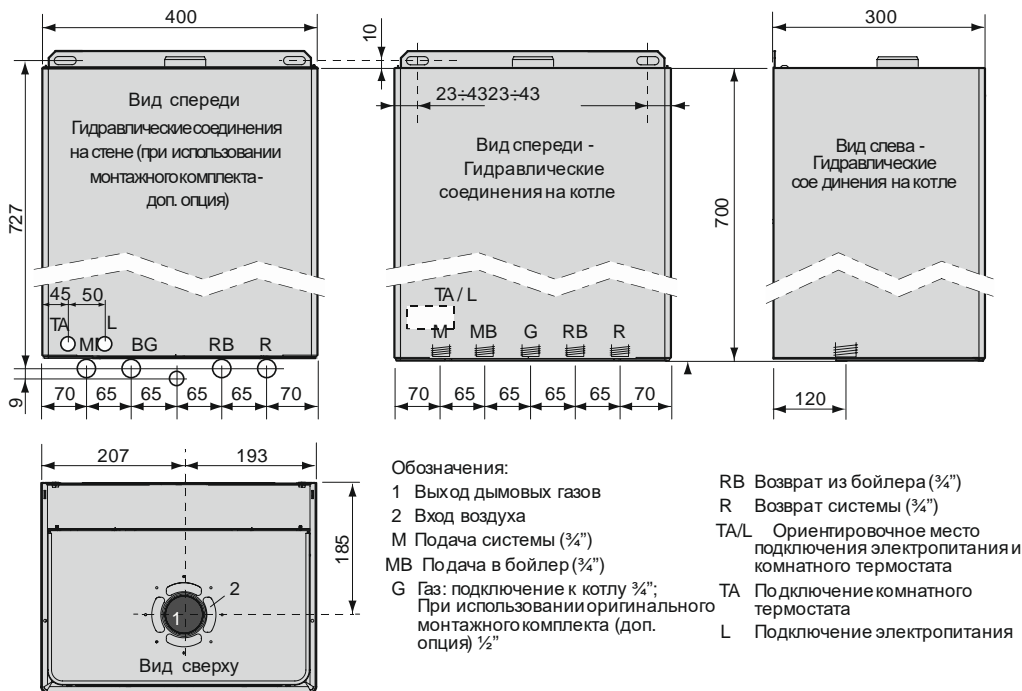 400
10
300
23÷4323÷43
Вид спереди
Гидравлические соединения
на стене (при использовании
монтажного комплекта-
доп. опция)
727
Вид спереди -
Гидравлические
соединения на котле
700
Вид слева -
Гидравлические
сое динения на котле
45 50
TA L
TA / L
MI BG RB R
M MB G RB R
9
70 65 65 65 65 70
70 65 65 65 65 70
120
207 193
185
2
1
Вид сверху
Обозначения:
1 Выход дымовых газов
2 Вход воздуха
M Подача системы (¾”)
MB Подача в бойлер (¾”)
G Газ: подключение к котлу ¾”;
При использовании оригинального
монтажного комплекта (доп.
опция) ½”
RB Возврат из бойлера (¾”)
R Возврат системы (¾”)
TA/L Ориентировочное место
подключения электропитания и
комнатного термостата
TA Подключение комнатного
термостата
L Подключение электропитания